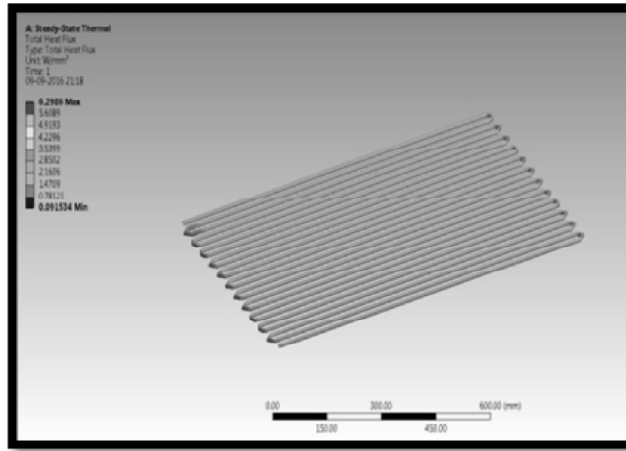 A: Steady-State Thermal
Total Heat Flux
Type: Total Heat Flux
Unit: W/mm²
Time: 1
09-09-2016 21:18
6.2986 Max
5.6089
4.9193
4.2296
3.5399
2.8502
2.1606
1.4709
0.78121
0.091534 Min
0.00
300.00
600.00 (mm)
150.00
450.00